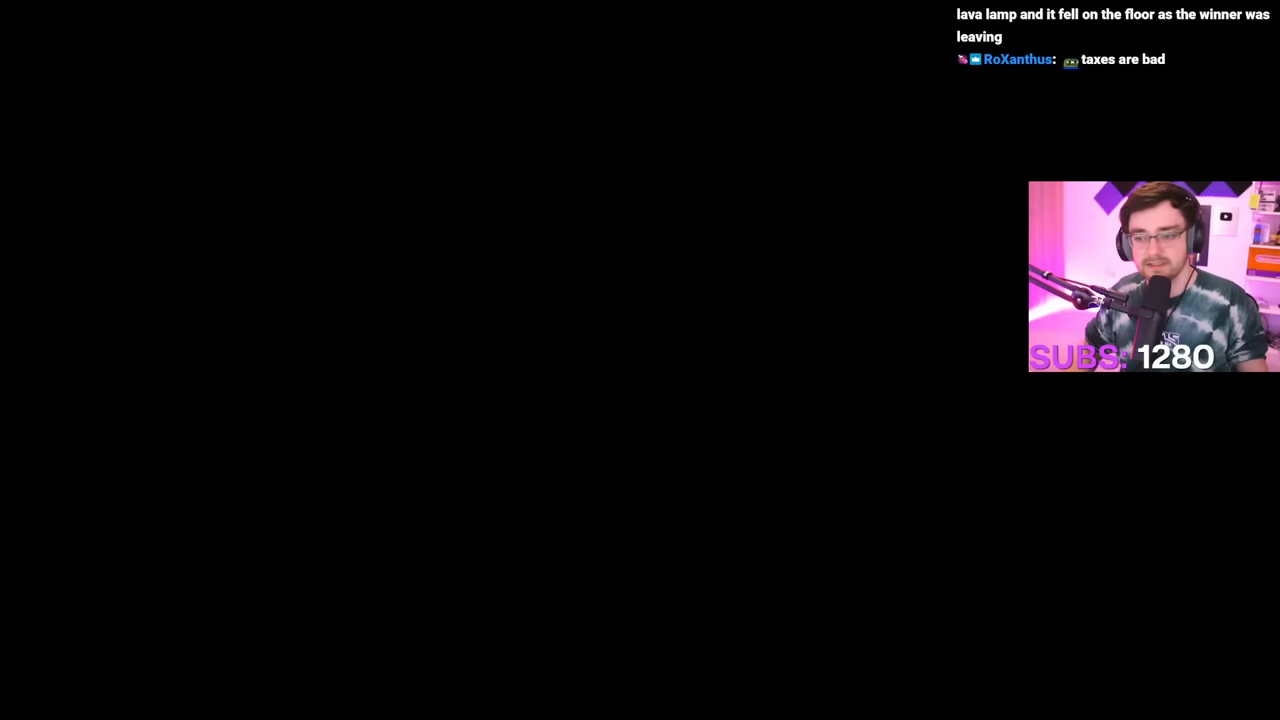 lava lamp and it fell on the floor as the winner was
leaving
RoXanthus: taxes are bad
SUBS: 1280